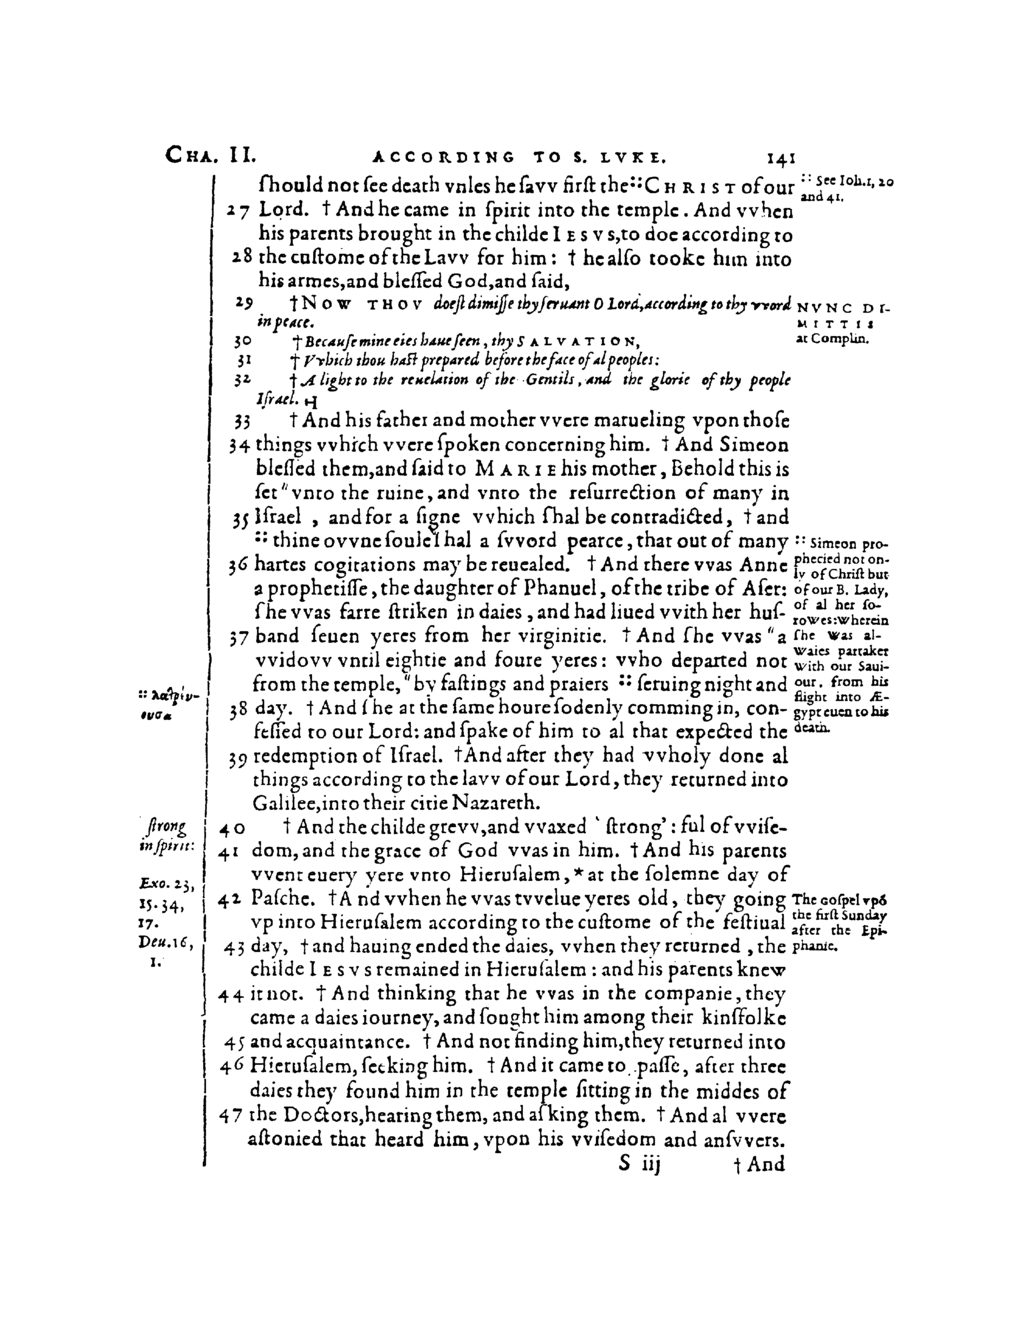 CHA. II. ACCORDING TO S. LVKE. 141
ſhould not ſee death vnles he ſavv firſt the∷CHRIST of our
27 Lord. † And he came in ſpirit into the temple. And vvhen
his parents brought in the childe IESVS, to doe according to
28 the cuſtome of the Lavv for him: † he alſo tooke him into
his armes, and bleſſed God, and ſaid,
29 † NOW THOV doeſt dimiſſe thy ſeruant O Lord, according to thy vvord
in peace.
30 † Becauſe mine eies haue ſeen, thy SALVATION,
31 † Vvhich thou haſt prepared before the face of al peoples:
32 † A light to the reuelation of the Gentils, and the glorie of thy people
Iſrael. ⊢
33 † And his father and mother vvere marueling vpon thoſe
34 things vvhich vvere ſpoken concerning him. † And Simeon
bleſſed them, and ſaid to MARIE his mother, Behold this is
ſet "vnto the ruine, and vnto the reſurrection of many in
35 Iſrael, and for a ſigne vvhich ſhal be contradicted, † and
∷ thine ovvne ſoule ſhal a ſvvord pearce, that out of many
36 hartes cogitations may be reuealed. † And there vvas Anne
a prophetiſſe, the daughter of Phanuel, of the tribe of Aſer:
ſhe vvas farre ſtriken in daies, and had liued vvith her huſ-
37 band ſeuen yeres from her virginitie. † And ſhe vvas "a
vvidovv vntil eightie and foure yeres: vvho departed not
from the temple, "by faſtings and praiers ∷ ſeruing night and
38 day. † And ſhe at the ſame houre ſodenly comming in, con-
feſſed to our Lord: and ſpake of him to al that expected the
39 redemption of Iſrael. † And after they had vvholy done al
things according to the lavv of our Lord, they returned into
Galilee, into their citie Nazareth.
40 † And the childe grevv, and vvaxed ‘ ſtrong’: ful of vviſe-
41 dom, and the grace of God vvas in him. † And his parents
vvent euery yere vnto Hieruſalem, * at the ſolemne day of
42 Paſche. † And vvhen he vvas tvvelue yeres old, they going
vp into Hieruſalem according to the cuſtome of the feſtiual
43 day, † and hauing ended the daies, vvhen they returned, the
childe IESVS remained in Hieruſalem: and his parents knew
44 it not. † And thinking that he vvas in the companie, they
came a daies iourney, and ſought him among their kinſfolke
45 and acquaintance. † And not finding him, they returned into
46 Hieruſalem, ſeeking him. † And it came to paſſe, after three
daies they found him in the temple ſitting in the middes of
47 the Doctors, hearing them, and aſking them. † And al vvere
aſtonied that heard him, vpon his vviſedom and anſvvers.
S iij † And
∷ See Ioh. 1, 20
and 41.
NVNC DI-
MITTIS
at Complin.
∷ Simeon pro-
phecied not on-
ly of Chriſt but
of our B. Lady,
of al her ſo-
rowes: wherein
ſhe was al-
waies partaker
with our Saui-
our, from his
flight into Æ-
gypt euen to his
death.
The Goſpel vpõ
the firſt Sunday
after the Epi-
phanie.
∷ λατρεύ-
ουσα
ſtrong
in ſpirit:
Exo. 23,
15. 34,
17.
Deu. 16,
1.